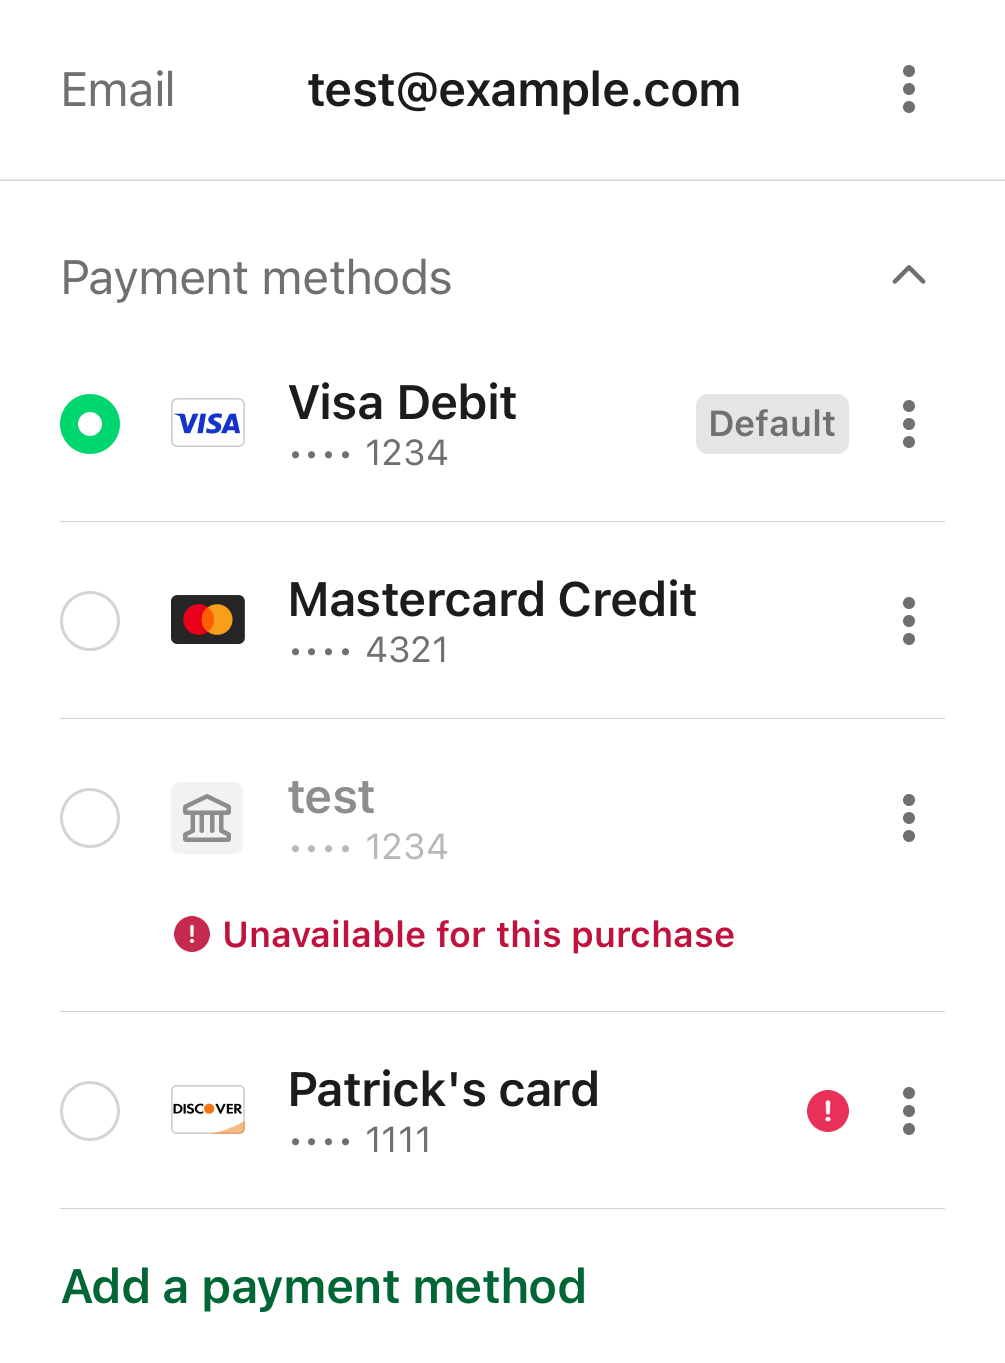 Email test@example.com
Payment methods
VISA Visa Debit Default
•••• 1234
Mastercard Credit
•••• 4321
test
•••• 1234
! Unavailable for this purchase
DISCOVER Patrick's card !
•••• 1111
Add a payment method